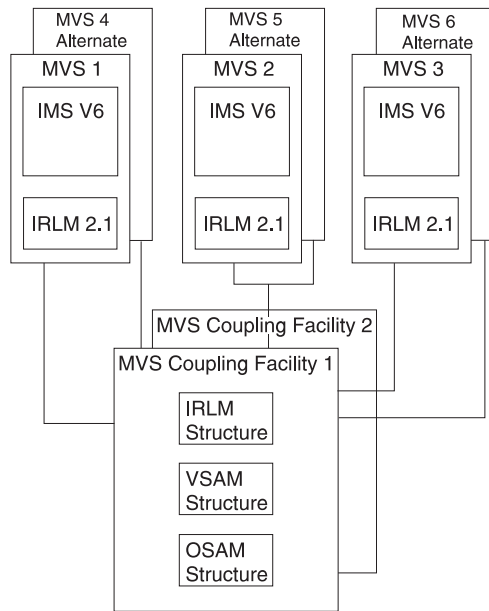 MVS 4
Alternate
MVS 1
IMS V6
IRLM 2.1
MVS 5
Alternate
MVS 2
IMS V6
IRLM 2.1
MVS 6
Alternate
MVS 3
IMS V6
IRLM 2.1
MVS Coupling Facility 2
MVS Coupling Facility 1
IRLM
Structure
VSAM
Structure
OSAM
Structure